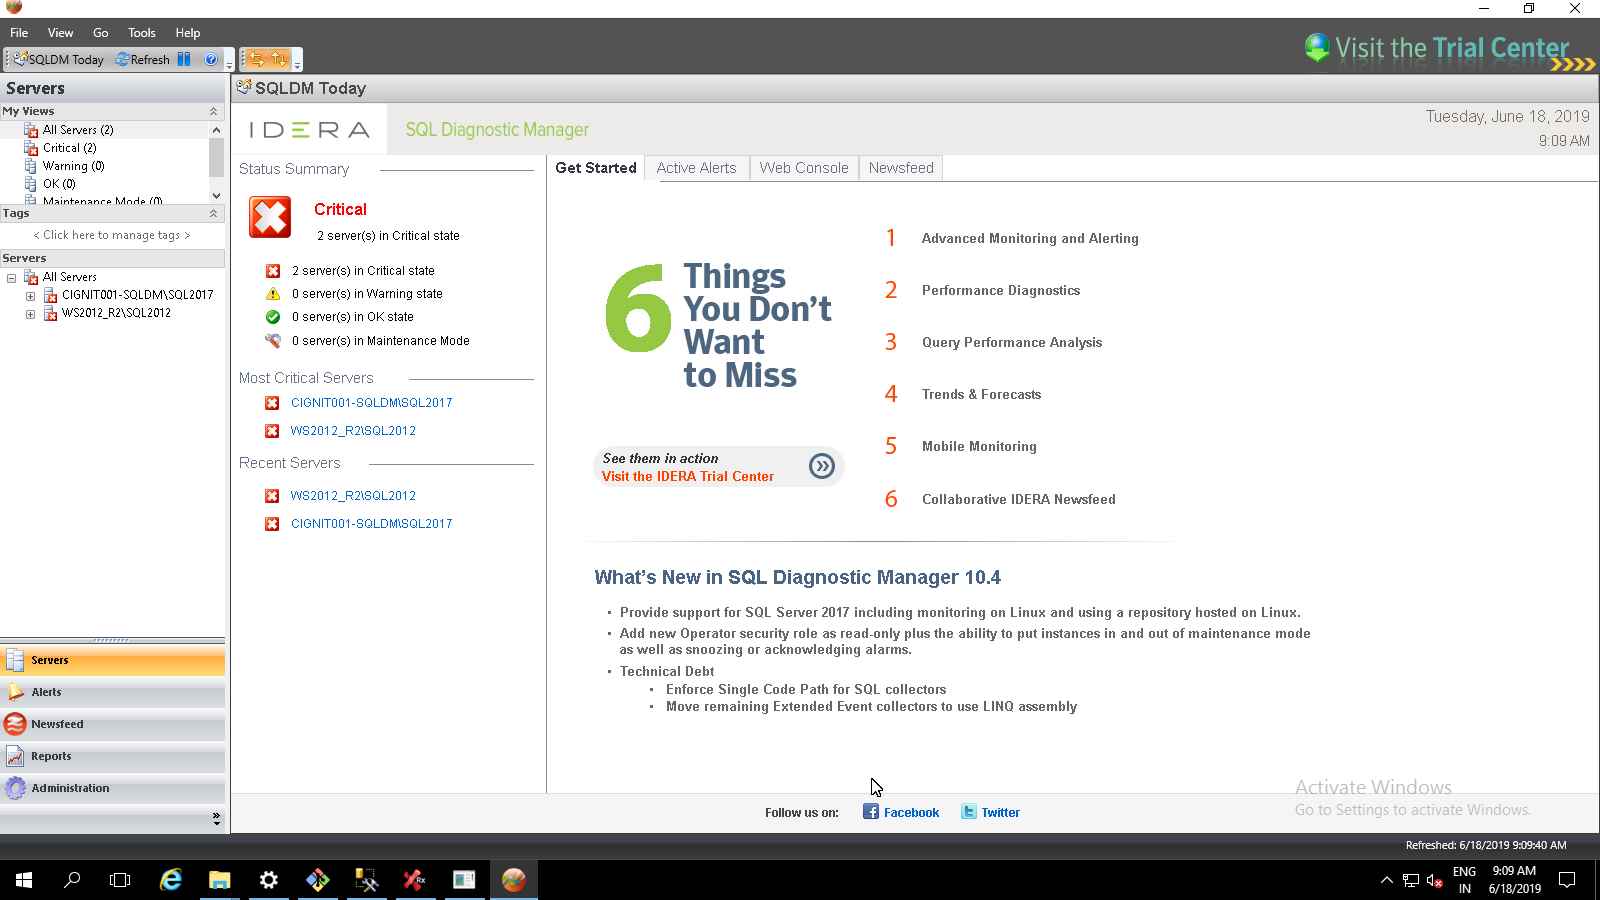 File View Go Tools Help
Visit the Trial Center
SQLDM Today Refresh
Servers
SQLDM Today
My Views
All Servers (2)
Critical (2)
Warning (0)
OK (0)
Maintenance Mode (0)
Tags
< Click here to manage tags >
Servers
All Servers
CIGNIT001-SQLDM\SQL2017
WS2012_R2\SQL2012
Servers
Alerts
Newsfeed
Reports
Administration
IDERA SQL Diagnostic Manager
Tuesday, June 18, 2019
9:09 AM
Status Summary
Critical
2 server(s) in Critical state
2 server(s) in Critical state
0 server(s) in Warning state
0 server(s) in OK state
0 server(s) in Maintenance Mode
Most Critical Servers
CIGNIT001-SQLDM\SQL2017
WS2012_R2\SQL2012
Recent Servers
WS2012_R2\SQL2012
CIGNIT001-SQLDM\SQL2017
Get Started Active Alerts Web Console Newsfeed
6 Things
You Don't
Want
to Miss
See them in action
Visit the IDERA Trial Center
1 Advanced Monitoring and Alerting
2 Performance Diagnostics
3 Query Performance Analysis
4 Trends & Forecasts
5 Mobile Monitoring
6 Collaborative IDERA Newsfeed
What's New in SQL Diagnostic Manager 10.4
• Provide support for SQL Server 2017 including monitoring on Linux and using a repository hosted on Linux.
• Add new Operator security role as read-only plus the ability to put instances in and out of maintenance mode
as well as snoozing or acknowledging alarms.
• Technical Debt
• Enforce Single Code Path for SQL collectors
• Move remaining Extended Event collectors to use LINQ assembly
Activate Windows
Go to Settings to activate Windows.
Follow us on: Facebook Twitter
Refreshed: 6/18/2019 9:09:40 AM
ENG
IN
9:09 AM
6/18/2019